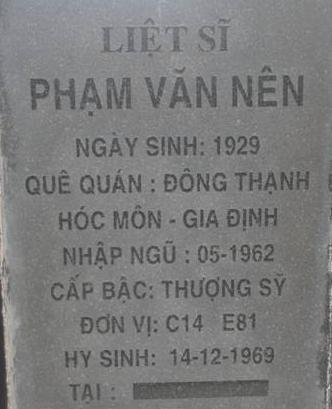 LIỆT SĨ
PHẠM VĂN NÊN
NGÀY SINH: 1929
QUÊ QUÁN : ĐÔNG THẠNH
HÓC MÔN - GIA ĐỊNH
NHẬP NGŨ : 05-1962
CẤP BẬC: THƯỢNG SỸ
ĐƠN VỊ: C14 E81
HY SINH: 14-12-1969
TẠI :